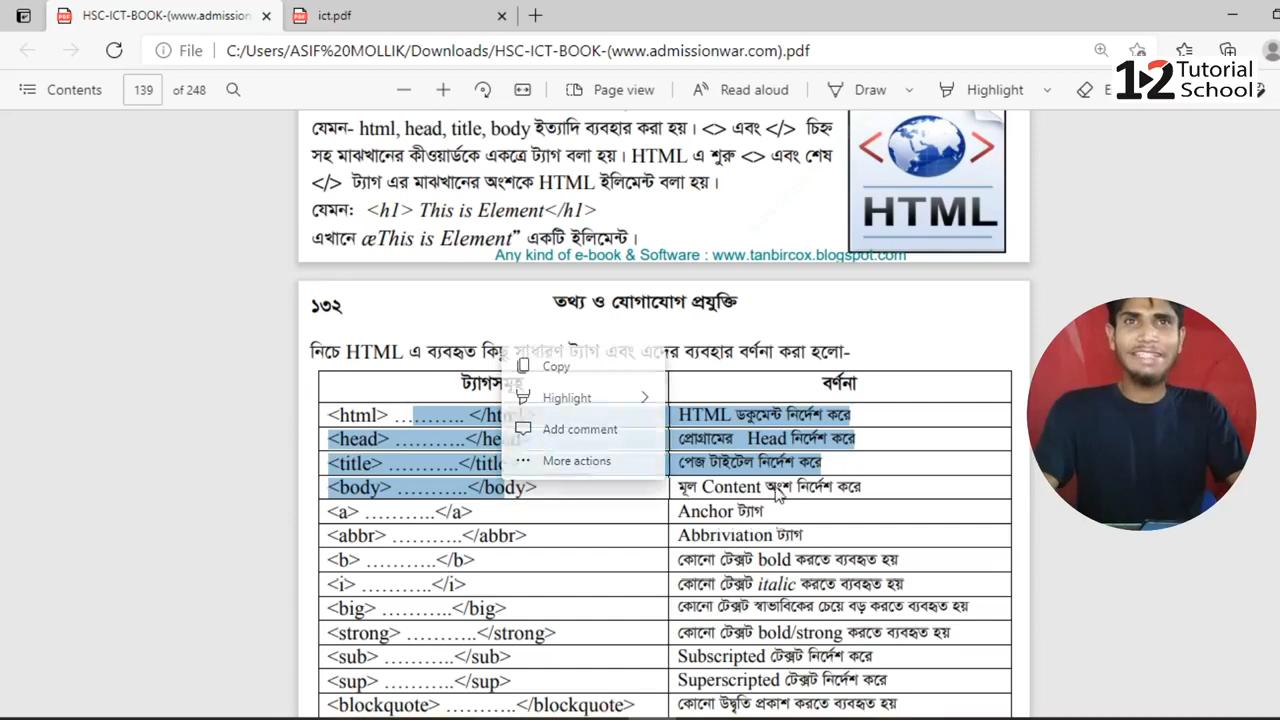 HSC-ICT-BOOK-(www.admission
ict.pdf
File
C:/Users/ASIF%20MOLLIK/Downloads/HSC-ICT-BOOK-(www.admissionwar.com).pdf
12 Tutorial School
Contents
139
of 248
Page view
Read aloud
Draw
Highlight
যেমন- html, head, title, body ইত্যাদি ব্যবহার করা হয়। <> এবং </> চিহ্ন
সহ মাঝখানের কীওয়ার্ডকে একত্রে ট্যাগ বলা হয়। HTML এ শুরু <> এবং শেষ
</> ট্যাগ এর মাঝখানের অংশকে HTML ইলিমেন্ট বলা হয়।
যেমন: <h1> This is Element</h1>
এখানে æThis is Element” একটি ইলিমেন্ট।
< >
HTML
Any kind of e-book & Software : www.tanbircox.blogspot.com
১৩২
তথ্য ও যোগাযোগ প্রযুক্তি
নিচে HTML এ ব্যবহৃত কিছু সাধারণ ট্যাগ এবং এদের ব্যবহার বর্ণনা করা হলো-
Copy
Highlight
Add comment
More actions
ট্যাগসমূহ
বর্ণনা
<html> ……….. </html>
HTML ডকুমেন্ট নির্দেশ করে
<head> ………..</head
প্রোগ্রামের Head নির্দেশ করে
<title> ………..</title
পেজ টাইটেল নির্দেশ করে
<body> ………..</body>
মূল Content অংশ নির্দেশ করে
<a> ………..</a>
Anchor ট্যাগ
<abbr> ………..</abbr>
Abbriviation ট্যাগ
<b> ………..</b>
কোনো টেক্সট bold করতে ব্যবহৃত হয়
<i> ………..</i>
কোনো টেক্সট italic করতে ব্যবহৃত হয়
<big> ………..</big>
কোনো টেক্সট স্বাভাবিকের চেয়ে বড় করতে ব্যবহৃত হয়
<strong> ………..</strong>
কোনো টেক্সট bold/strong করতে ব্যবহৃত হয়
<sub> ………..</sub>
Subscripted টেক্সট নির্দেশ করে
<sup> ………..</sup>
Superscripted টেক্সট নির্দেশ করে
<blockquote> ………..</blockquote>
কোনো উদ্বৃতি প্রকাশ করতে ব্যবহৃত হয়